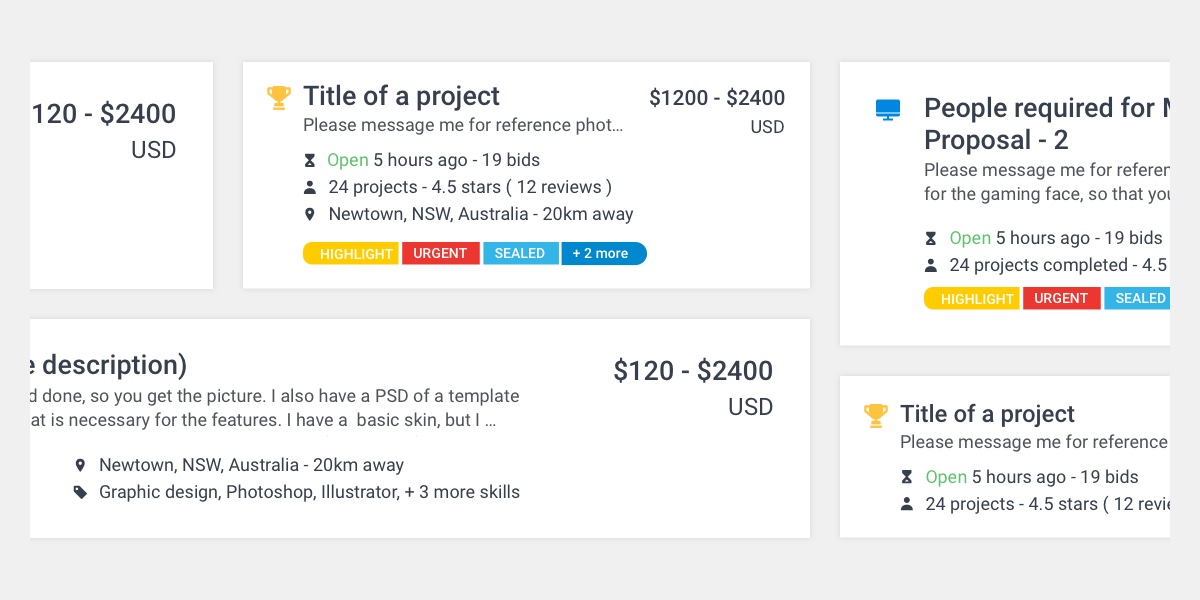 120 - $2400
USD
Title of a project
$1200 - $2400
Please message me for reference phot...
USD
Open 5 hours ago - 19 bids
24 projects - 4.5 stars ( 12 reviews )
Newtown, NSW, Australia - 20km away
HIGHLIGHT URGENT SEALED + 2 more
People required for
Proposal - 2
Please message me for
for the gaming face, so that
Open 5 hours ago - 19 bids
24 projects completed - 4.5
HIGHLIGHT URGENT SEALED
description)
$120 - $2400
done, so you get the picture. I also have a PSD of a template
USD
at is necessary for the features. I have a basic skin, but I ...
Newtown, NSW, Australia - 20km away
Graphic design, Photoshop, Illustrator, + 3 more skills
Title of a project
Please message me for reference
Open 5 hours ago - 19 bids
24 projects - 4.5 stars ( 12